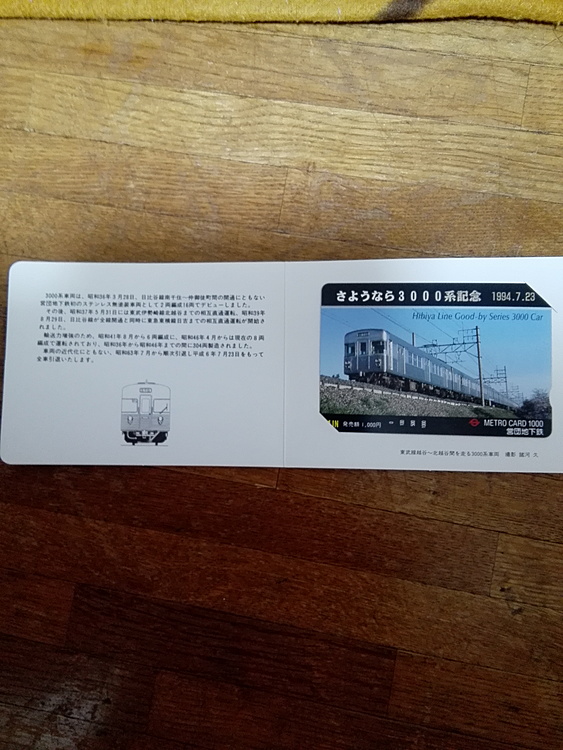 3000系車両は、昭和36年3月28日、日比谷線南千住〜仲御徒町間の開通にともない
営団地下鉄初のステンレス無塗装車両として2両編成16両でデビューしました。
その後、昭和37年5月31日には東武伊勢崎線北越谷までの相互直通運転、昭和39年
8月29日、日比谷線が全線開通と同時に東急東横線日吉までの相互直通運転が開始さ
れました。
輸送力増強のため、昭和41年8月から6両編成に、昭和46年4月からは現在の8両
編成で運転されており、昭和36年から昭和46年までの間に304両製造されました。
車両の近代化にともない、昭和63年7月から順次引退し平成6年7月23日をもって
全車引退いたします。
さようなら3000系記念 1994.7.23
Hibiya Line Good-by Series 3000 Car
発売額 1,000円
METRO CARD 1000
営団地下鉄
東武線越谷〜北越谷間を走る3000系車両 撮影